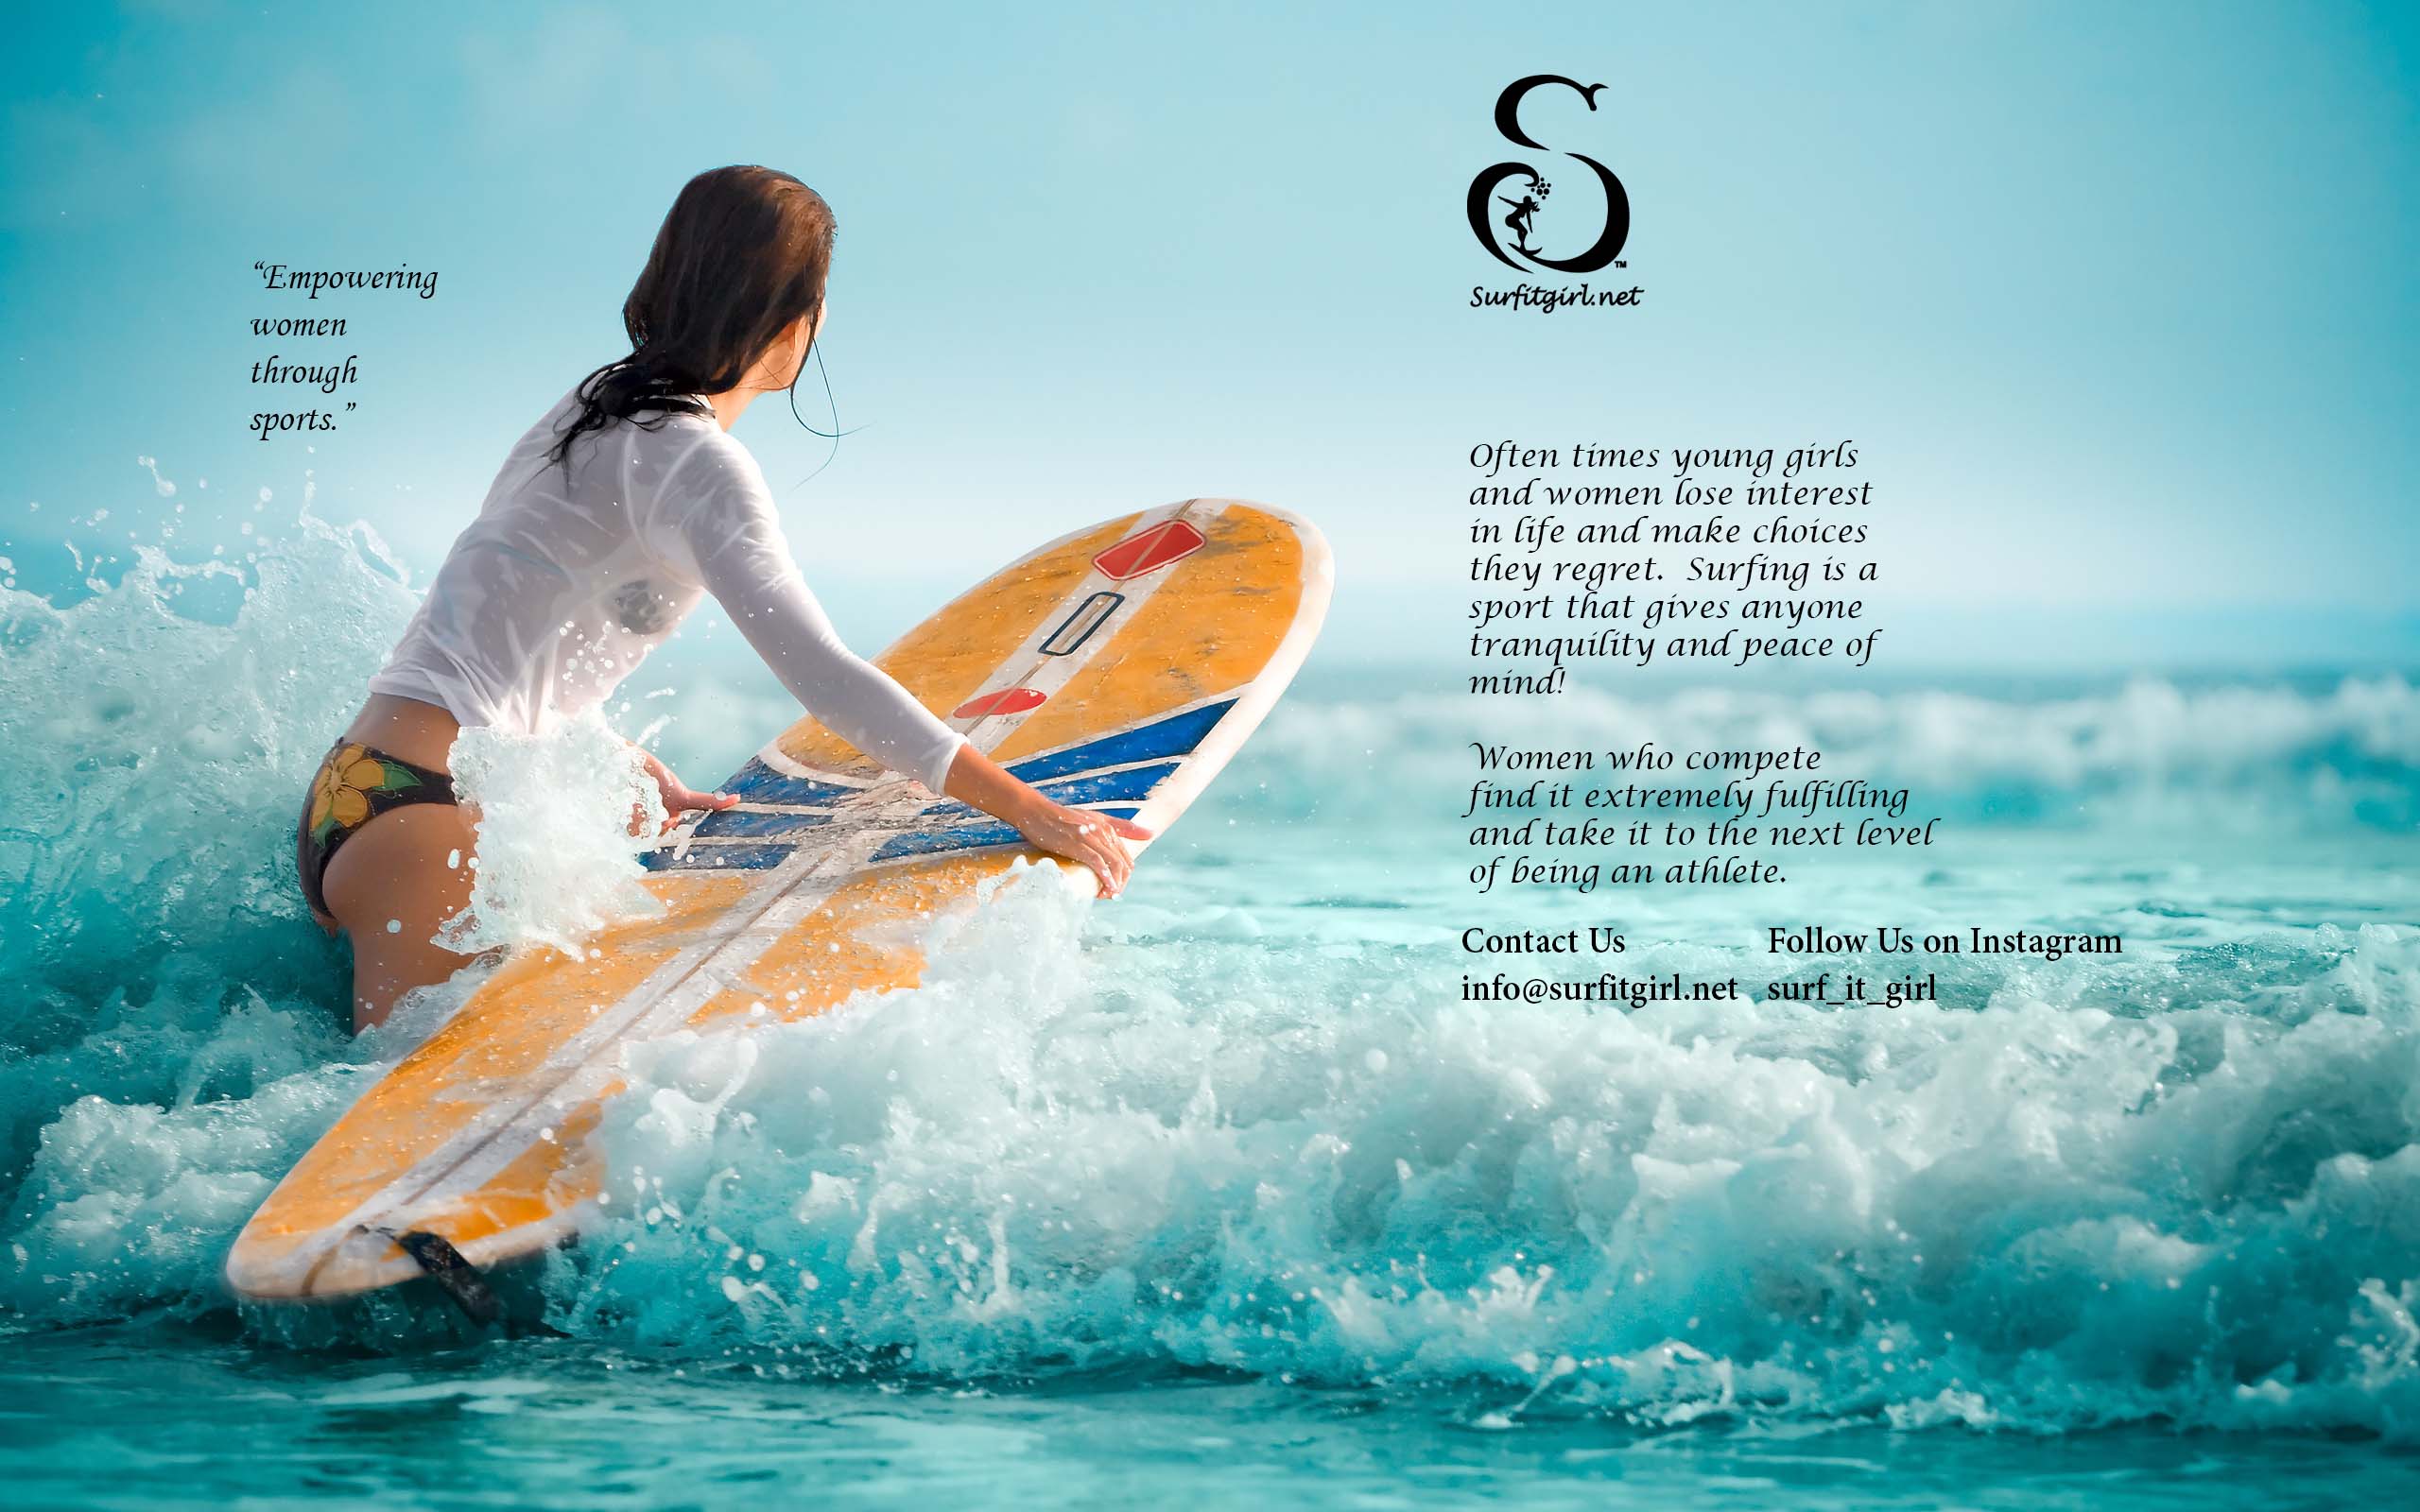 “Empowering
women
through
sports.”
S
TM
Surfitgirl.net
Often times young girls
and women lose interest
in life and make choices
they regret.  Surfing is a
sport that gives anyone
tranquility and peace of
mind!
Women who compete
find it extremely fulfilling
and take it to the next level
of being an athlete.
Contact Us
info@surfitgirl.net
Follow Us on Instagram
surf_it_girl